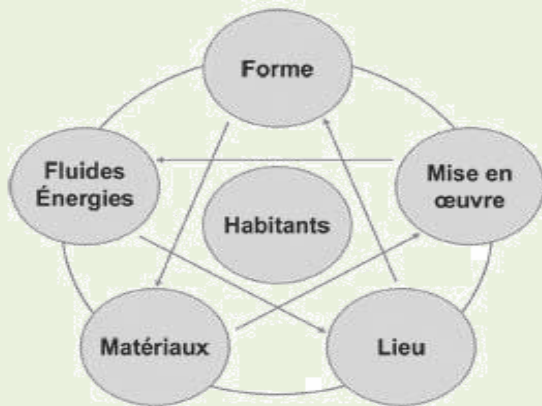 Forme
Fluides
Énergies
Mise en
œuvre
Habitants
Matériaux
Lieu